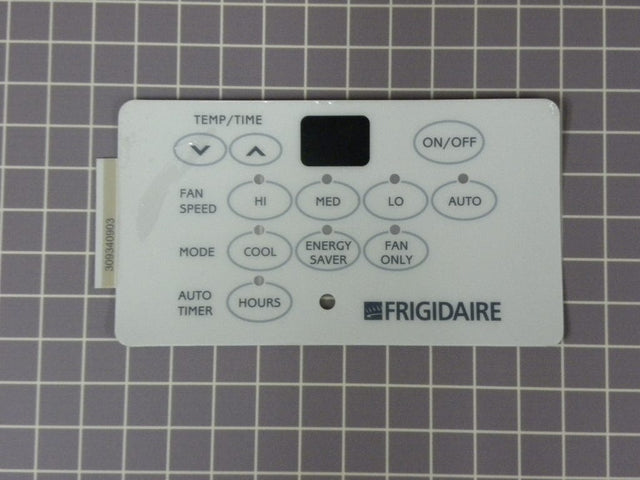 TEMP/TIME
ON/OFF
FAN SPEED
HI
MED
LO
AUTO
MODE
COOL
ENERGY SAVER
FAN ONLY
AUTO TIMER
HOURS
FRIGIDAIRE
309340903